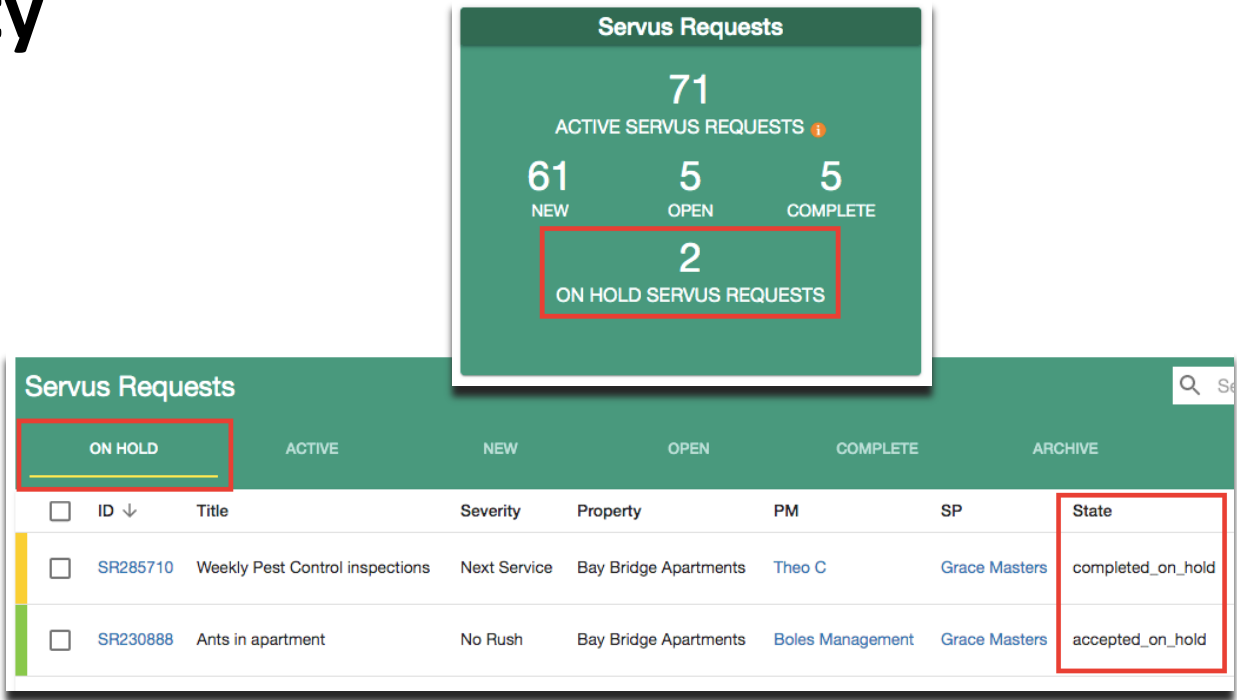 Servus Requests
71
ACTIVE SERVUS REQUESTS
61 5 5
NEW OPEN COMPLETE
2
ON HOLD SERVUS REQUESTS
Servus Requests
ON HOLD ACTIVE NEW OPEN COMPLETE ARCHIVE
ID Title Severity Property PM SP State
SR285710 Weekly Pest Control inspections Next Service Bay Bridge Apartments Theo C Grace Masters completed_on_hold
SR230888 Ants in apartment No Rush Bay Bridge Apartments Boles Management Grace Masters accepted_on_hold